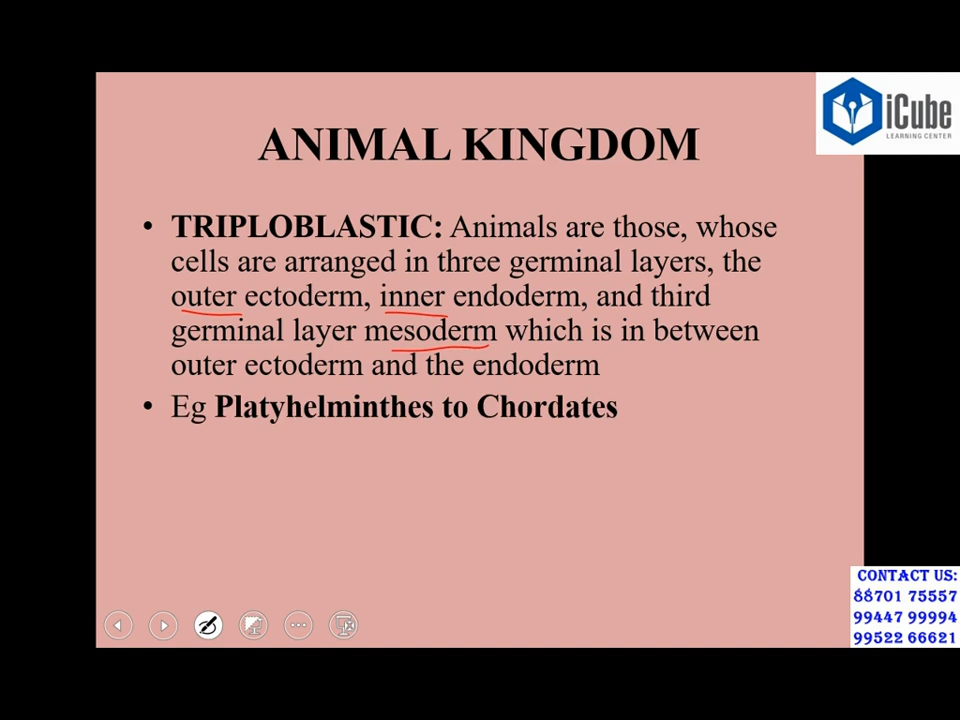 iCube
LEARNING CENTER
ANIMAL KINGDOM
• TRIPLOBLASTIC: Animals are those, whose
cells are arranged in three germinal layers, the
outer ectoderm, inner endoderm, and third
germinal layer mesoderm which is in between
outer ectoderm and the endoderm
• Eg Platyhelminthes to Chordates
CONTACT US:
88701 75557
99447 99994
99522 66621